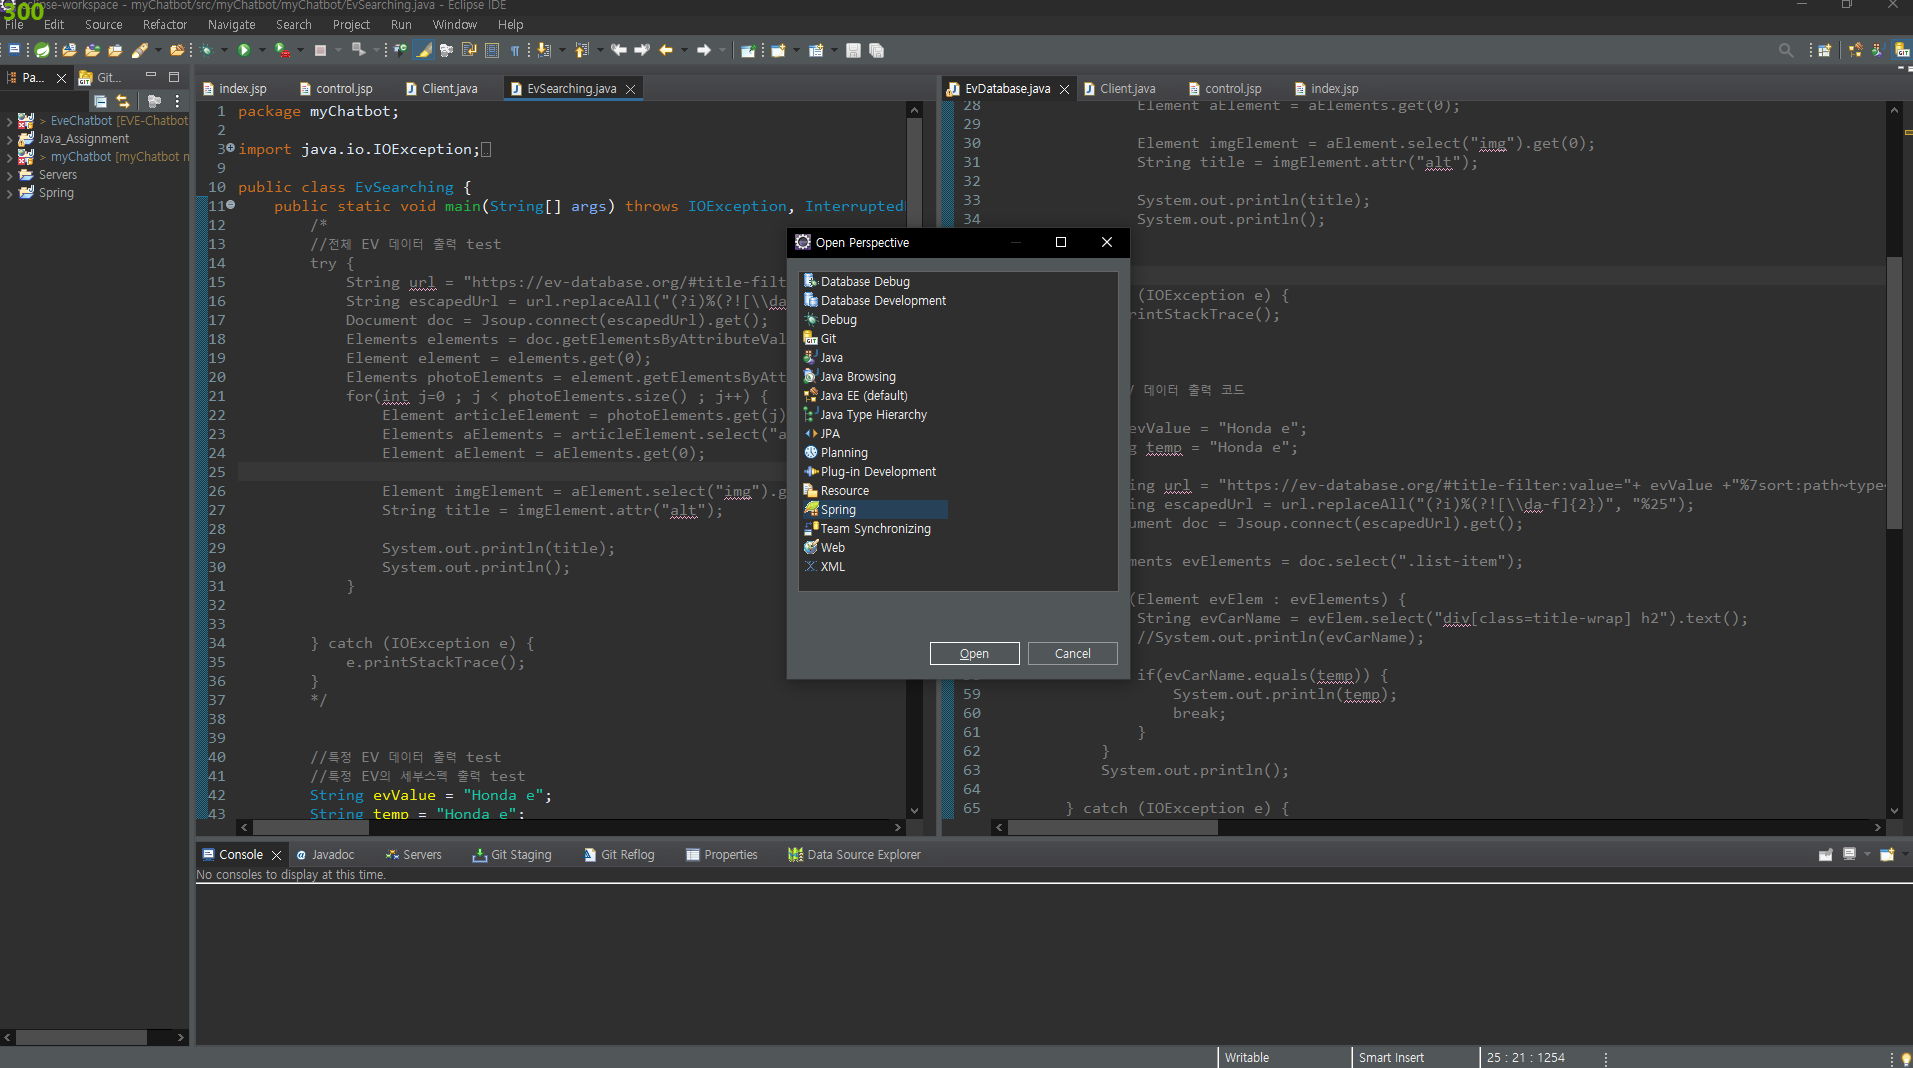 300
eclipse-workspace - myChatbot/src/myChatbot/myChatbot/EvSearching.java - Eclipse IDE
File Edit Source Refactor Navigate Search Project Run Window Help
Pa... Git...
> EveChatbot [EVE-Chatbot
Java_Assignment
> myChatbot [myChatbot m
Servers
Spring
index.jsp control.jsp Client.java EvSearching.java
1 package myChatbot;
2
3 import java.io.IOException;
9
10 public class EvSearching {
11 public static void main(String[] args) throws IOException, Interrupted
12 /*
13 //전체 EV 데이터 출력 test
14 try {
15 String url = "https://ev-database.org/#title-filt
16 String escapedUrl = url.replaceAll("(?i)%(?![\\da
17 Document doc = Jsoup.connect(escapedUrl).get();
18 Elements elements = doc.getElementsByAttributeVal
19 Element element = elements.get(0);
20 Elements photoElements = element.getElementsByAtt
21 for(int j=0 ; j < photoElements.size() ; j++) {
22 Element articleElement = photoElements.get(j)
23 Elements aElements = articleElement.select("a
24 Element aElement = aElements.get(0);
25
26 Element imgElement = aElement.select("img").g
27 String title = imgElement.attr("alt");
28
29 System.out.println(title);
30 System.out.println();
31 }
32
33
34 } catch (IOException e) {
35 e.printStackTrace();
36 }
37 */
38
39
40 //특정 EV 데이터 출력 test
41 //특정 EV의 세부스펙 출력 test
42 String evValue = "Honda e";
43 String temp = "Honda e";
EvDatabase.java Client.java control.jsp index.jsp
28 Element aElement = aElements.get(0);
29
30 Element imgElement = aElement.select("img").get(0);
31 String title = imgElement.attr("alt");
32
33 System.out.println(title);
34 System.out.println();
(IOException e) {
rintStackTrace();
데이터 출력 코드
evValue = "Honda e";
g temp = "Honda e";
ing url = "https://ev-database.org/#title-filter:value="+ evValue +"%7sort:path~type~
ing escapedUrl = url.replaceAll("(?i)%(?![\\da-f]{2})", "%25");
ument doc = Jsoup.connect(escapedUrl).get();
ments evElements = doc.select(".list-item");
(Element evElem : evElements) {
String evCarName = evElem.select("div[class=title-wrap] h2").text();
//System.out.println(evCarName);
if(evCarName.equals(temp)) {
59 System.out.println(temp);
60 break;
61 }
62 }
63 System.out.println();
64
65 } catch (IOException e) {
Open Perspective
Database Debug
Database Development
Debug
Git
Java
Java Browsing
Java EE (default)
Java Type Hierarchy
JPA
Planning
Plug-in Development
Resource
Spring
Team Synchronizing
Web
XML
Open Cancel
Console Javadoc Servers Git Staging Git Reflog Properties Data Source Explorer
No consoles to display at this time.
Writable Smart Insert 25 : 21 : 1254